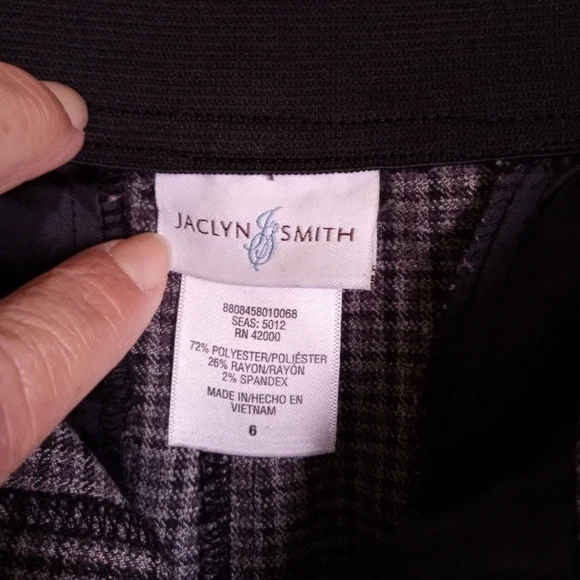 JACLYN JS SMITH
8808458010068
SEAS: 5012
RN 42000
72% POLYESTER/POLIÉSTER
26% RAYON/RAYÓN
2% SPANDEX
MADE IN/HECHO EN
VIETNAM
6